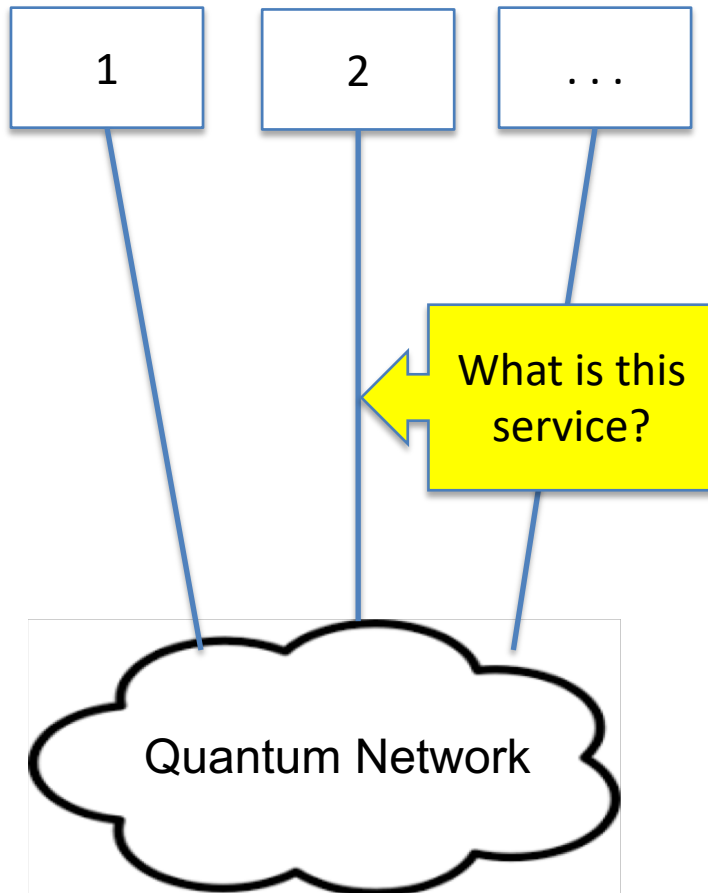 1
2
. . .
What is this
service?
Quantum Network